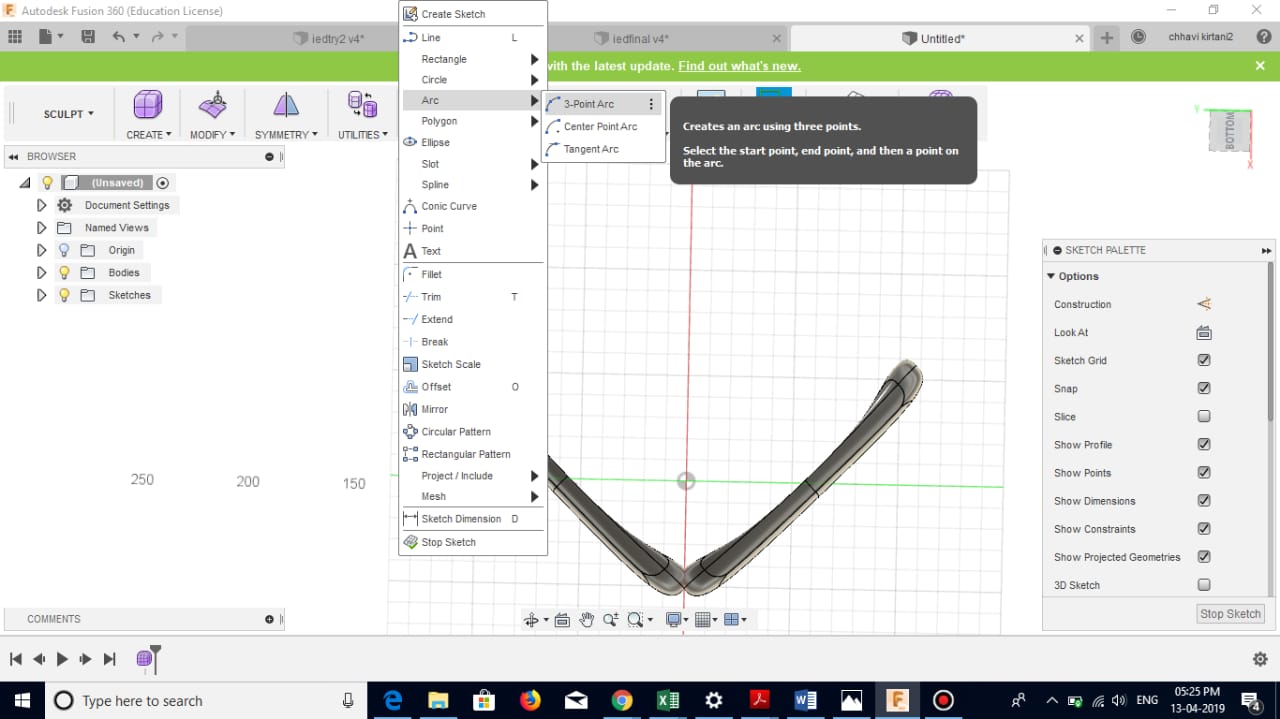 Autodesk Fusion 360 (Education License)
iedtry2 v4*
iedfinal v4*
Untitled*
chhavi kirtani2
with the latest update. Find out what's new.
SCULPT
CREATE
MODIFY
SYMMETRY
UTILITIES
Create Sketch
Line L
Rectangle
Circle
Arc
Polygon
Ellipse
Slot
Spline
Conic Curve
Point
Text
Fillet
Trim T
Extend
Break
Sketch Scale
Offset O
Mirror
Circular Pattern
Rectangular Pattern
Project / Include
Mesh
Sketch Dimension D
Stop Sketch
3-Point Arc
Center Point Arc
Tangent Arc
Creates an arc using three points.
Select the start point, end point, and then a point on
the arc.
BOTTOM
Y
X
BROWSER
(Unsaved)
Document Settings
Named Views
Origin
Bodies
Sketches
250
200
150
SKETCH PALETTE
Options
Construction
Look At
Sketch Grid
Snap
Slice
Show Profile
Show Points
Show Dimensions
Show Constraints
Show Projected Geometries
3D Sketch
Stop Sketch
COMMENTS
Type here to search
ENG
05:25 PM
13-04-2019
4